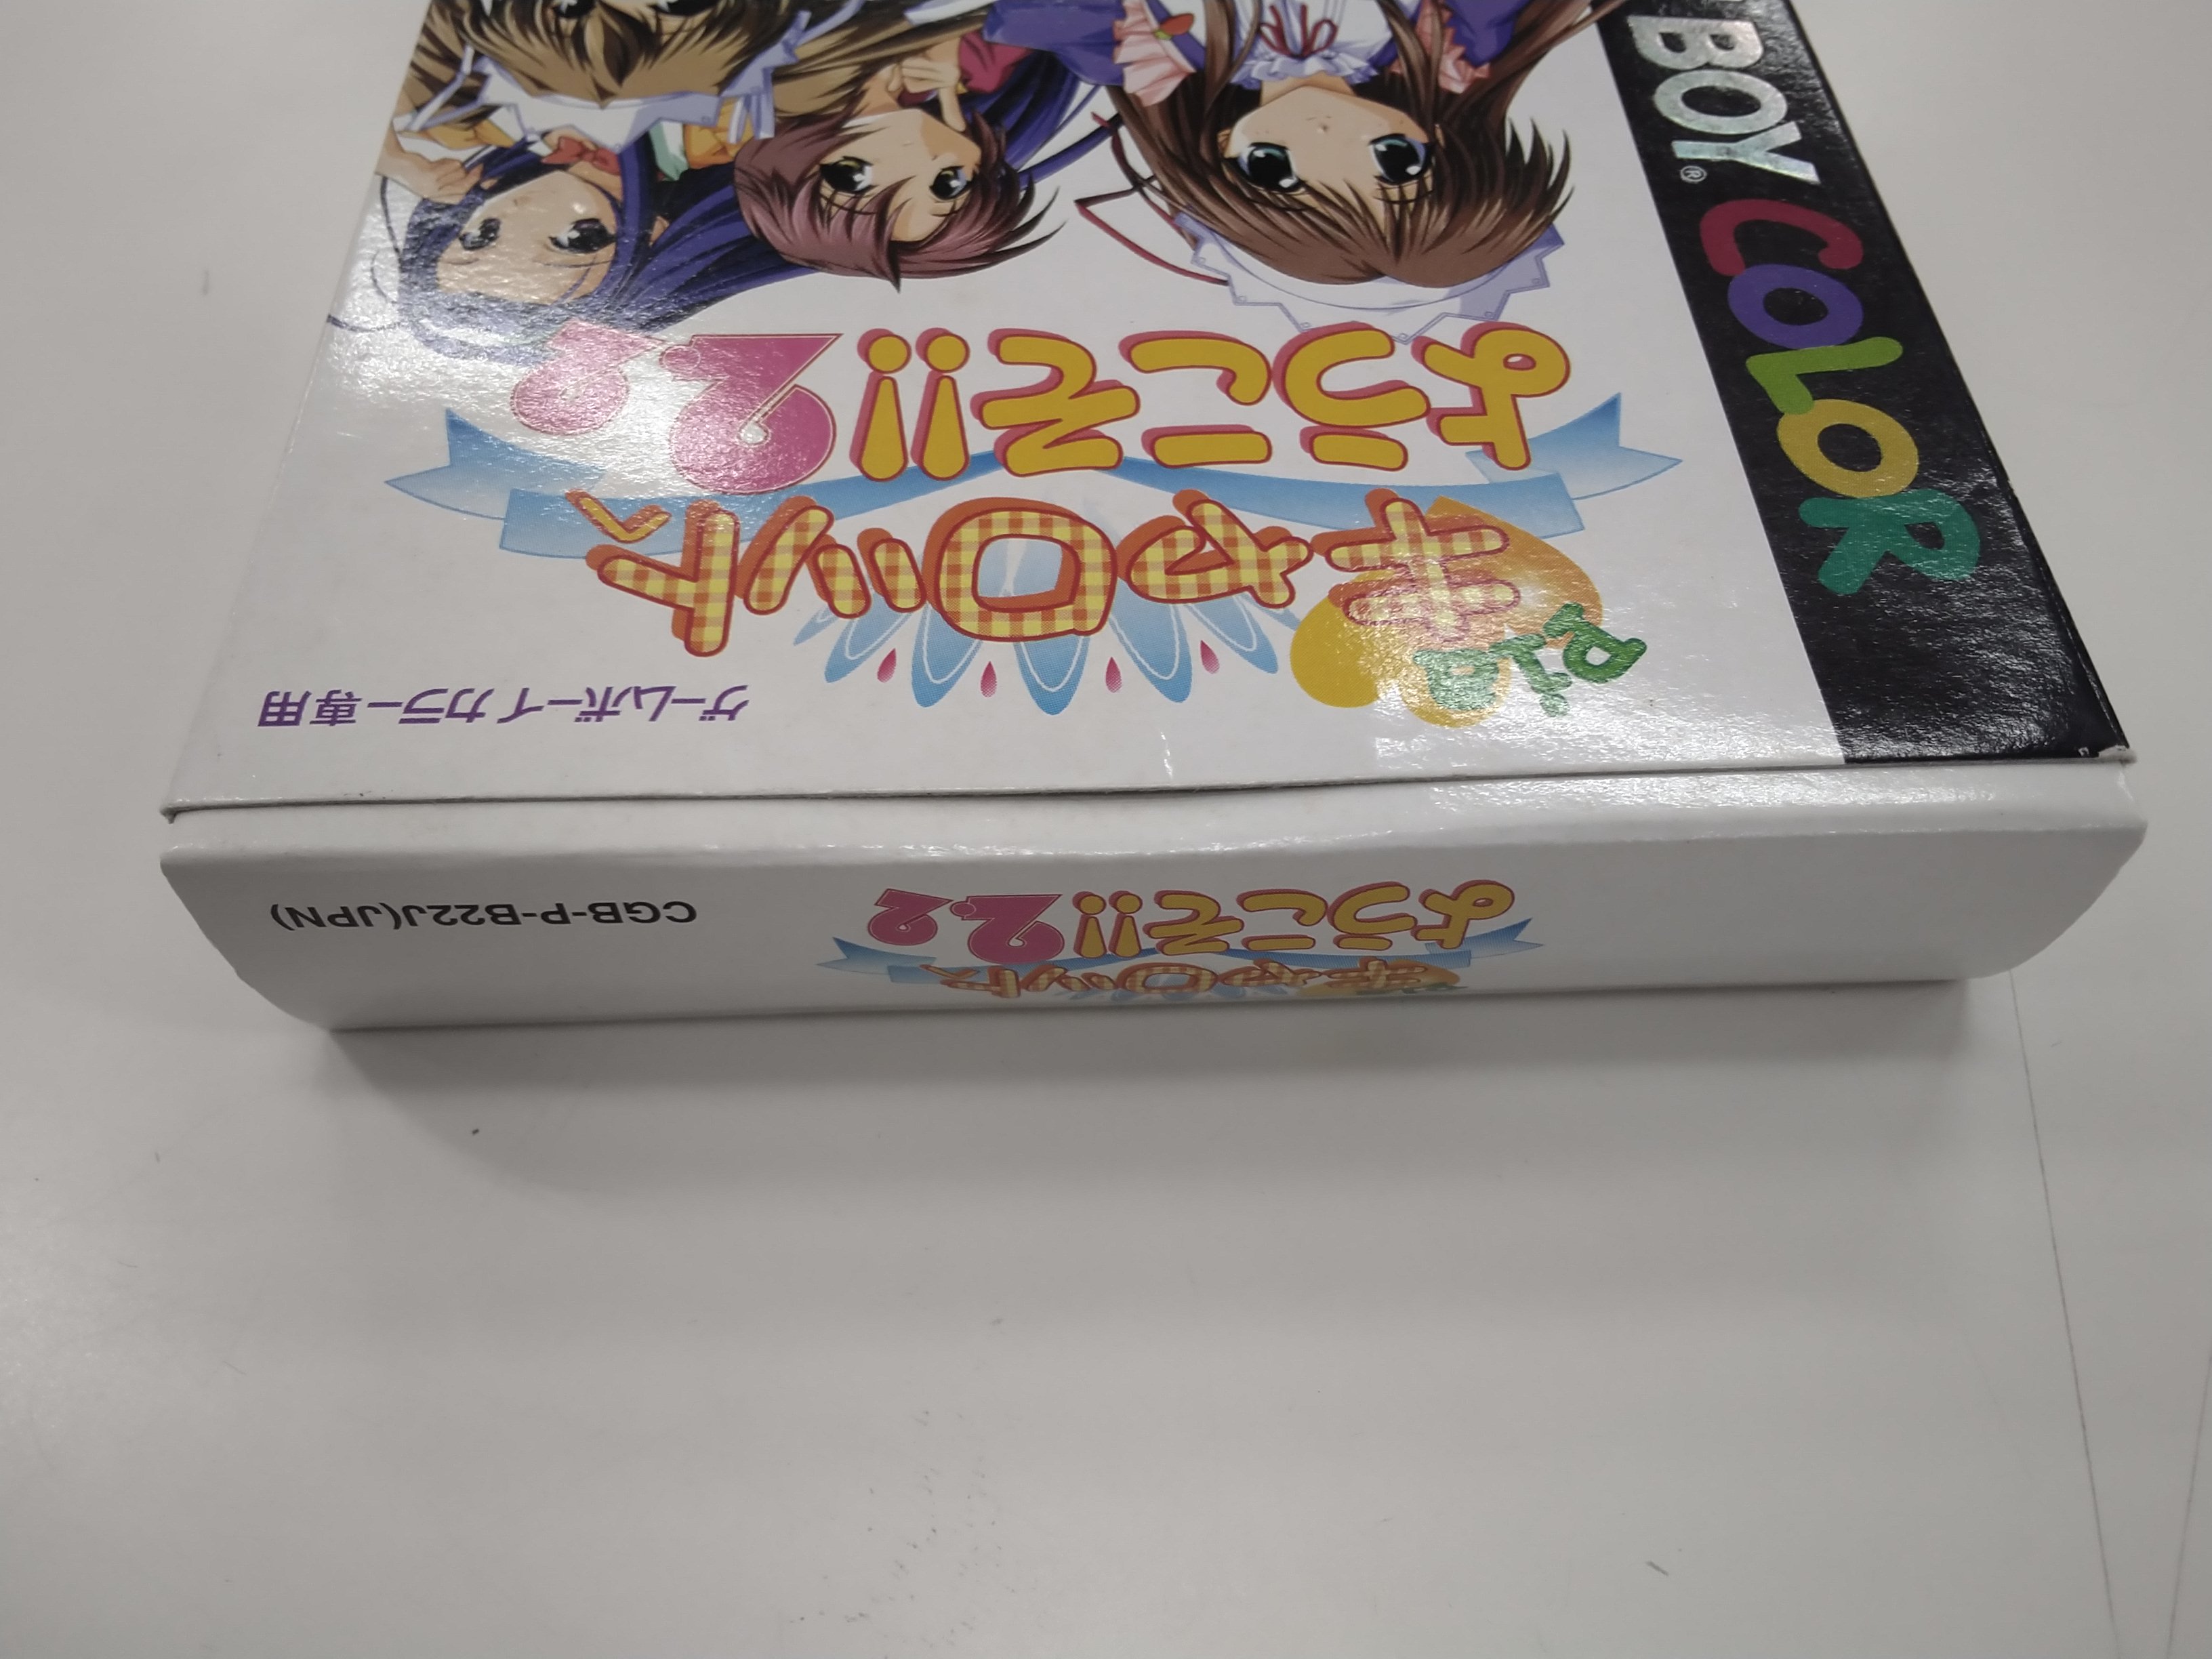 BOY® COLOR
ゲームボーイカラー専用
Pia
キャロットへ
ようこそ!! 2.2
Pia
キャロットへ
ようこそ!! 2.2
CGB-P-B22J(JPN)